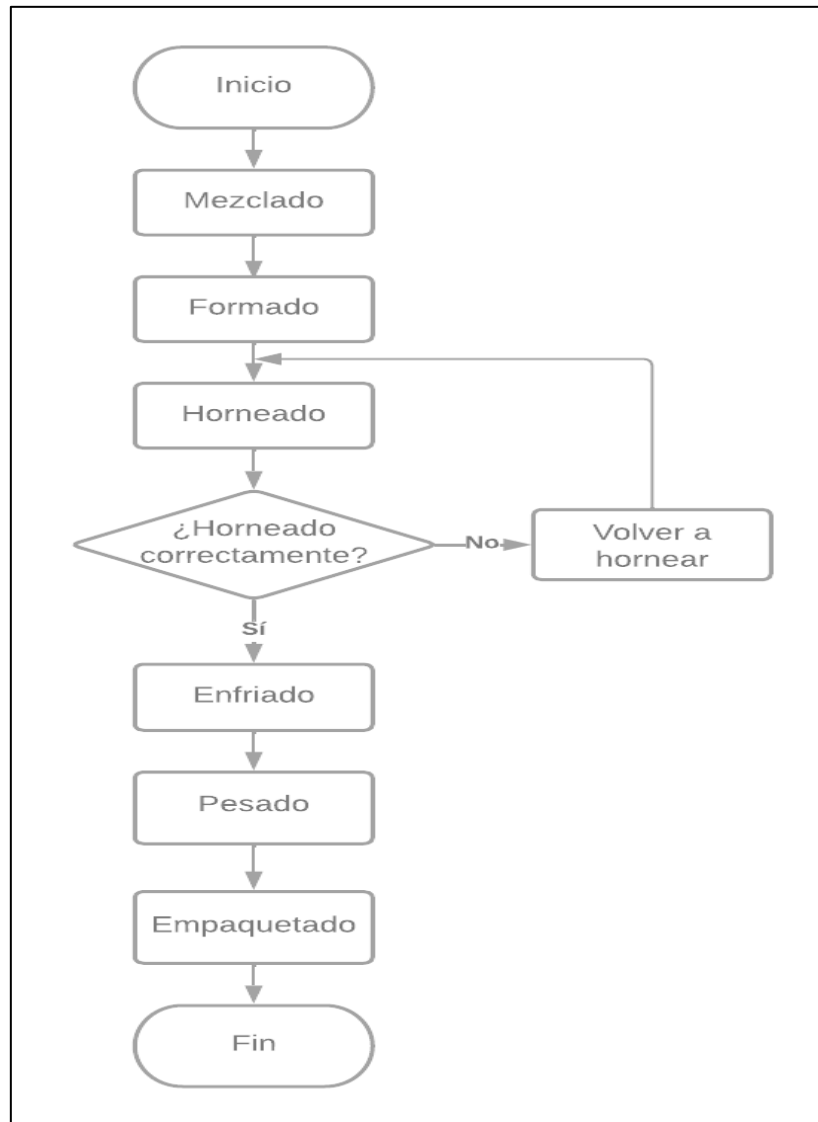 Inicio
Mezclado
Formado
Horneado
¿Horneado
correctamente?
No
Volver a
hornear
Sí
Enfriado
Pesado
Empaquetado
Fin